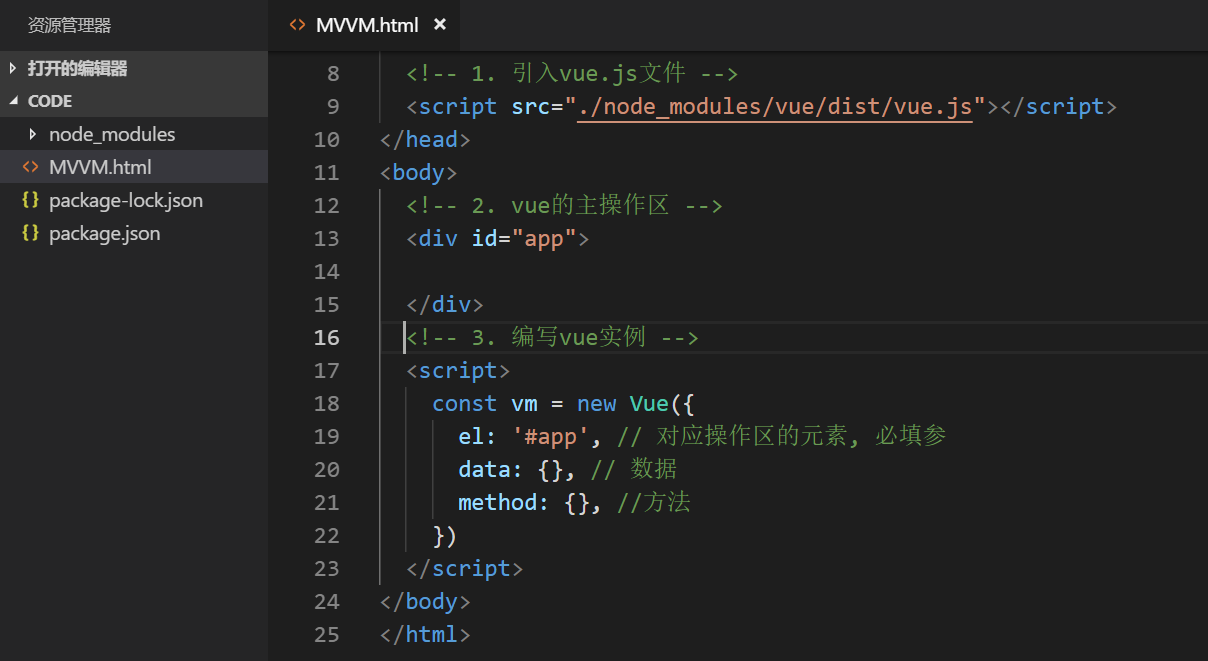 资源管理器
打开的编辑器
CODE
node_modules
MVVM.html
package-lock.json
package.json
MVVM.html ×
8 <!-- 1. 引入vue.js文件 -->
9 <script src="./node_modules/vue/dist/vue.js"></script>
10 </head>
11 <body>
12 <!-- 2. vue的主操作区 -->
13 <div id="app">
14
15 </div>
16 <!-- 3. 编写vue实例 -->
17 <script>
18 const vm = new Vue({
19 el: '#app', // 对应操作区的元素, 必填参
20 data: {}, // 数据
21 method: {}, //方法
22 })
23 </script>
24 </body>
25 </html>